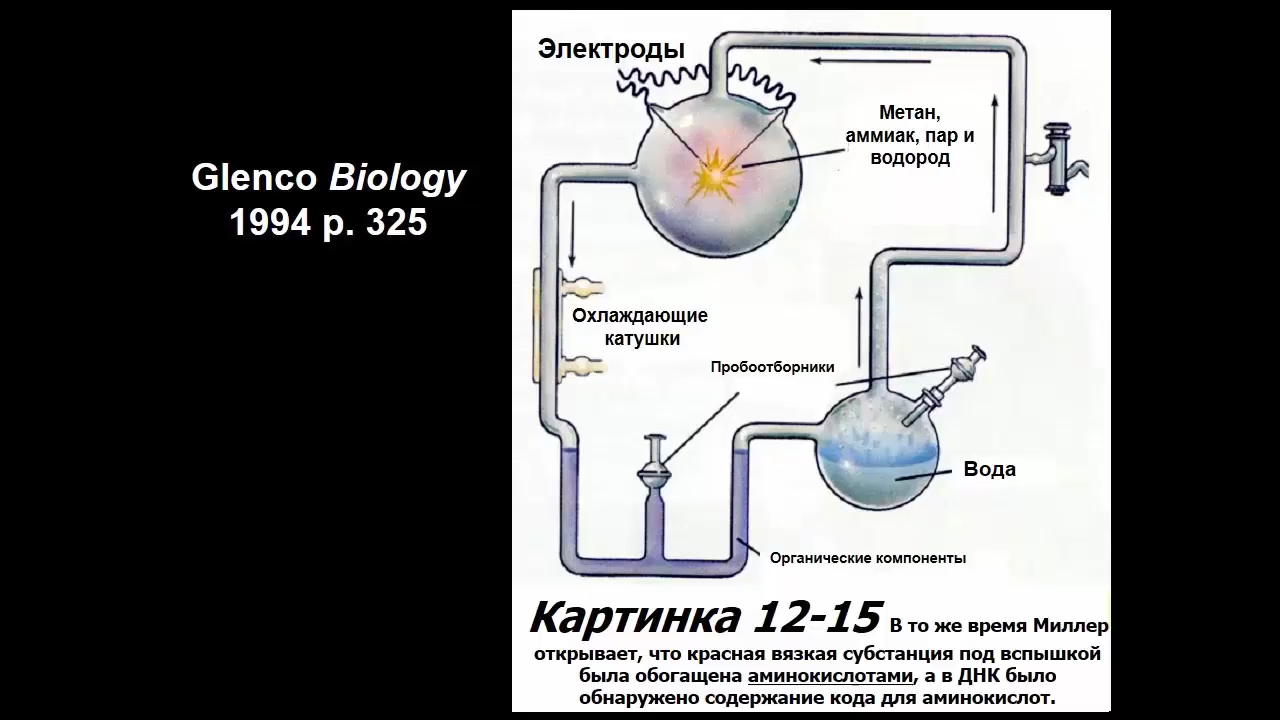 Glenco Biology
1994 p. 325
Электроды
Метан,
аммиак, пар и
водород
Охлаждающие
катушки
Пробоотборники
Вода
Органические компоненты
Картинка 12-15 В то же время Миллер
открывает, что красная вязкая субстанция под вспышкой
была обогащена аминокислотами, а в ДНК было
обнаружено содержание кода для аминокислот.